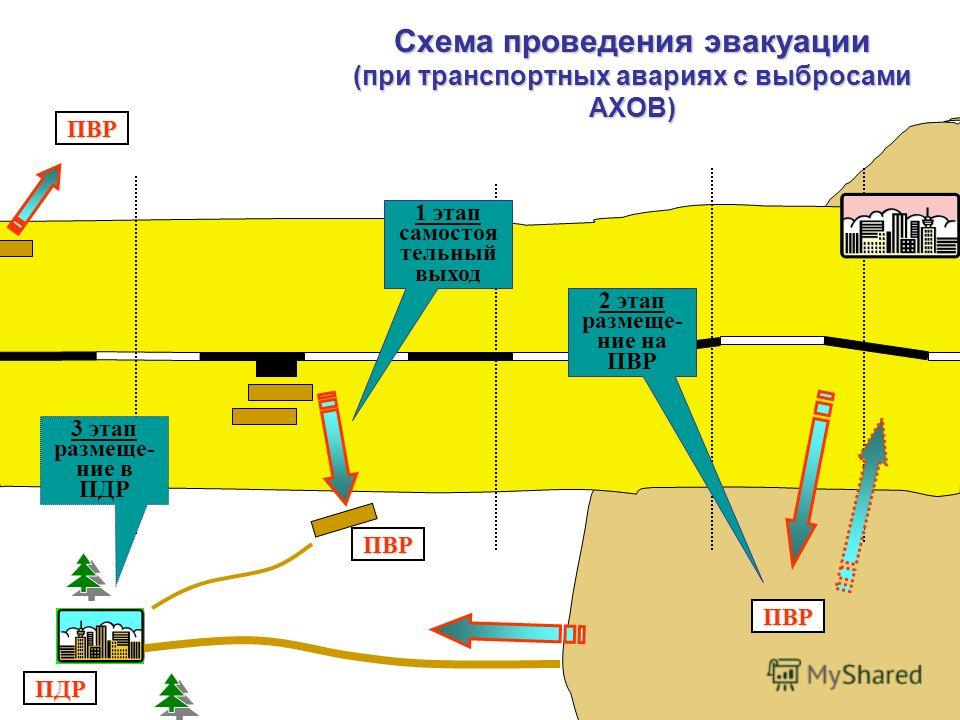 Схема проведения эвакуации
(при транспортных авариях с выбросами
АХОВ)
ПВР
1 этап
самостоя
тельный
выход
2 этап
размеще-
ние на
ПВР
3 этап
размеще-
ние в
ПДР
ПВР
ПВР
ПДР
MyShared